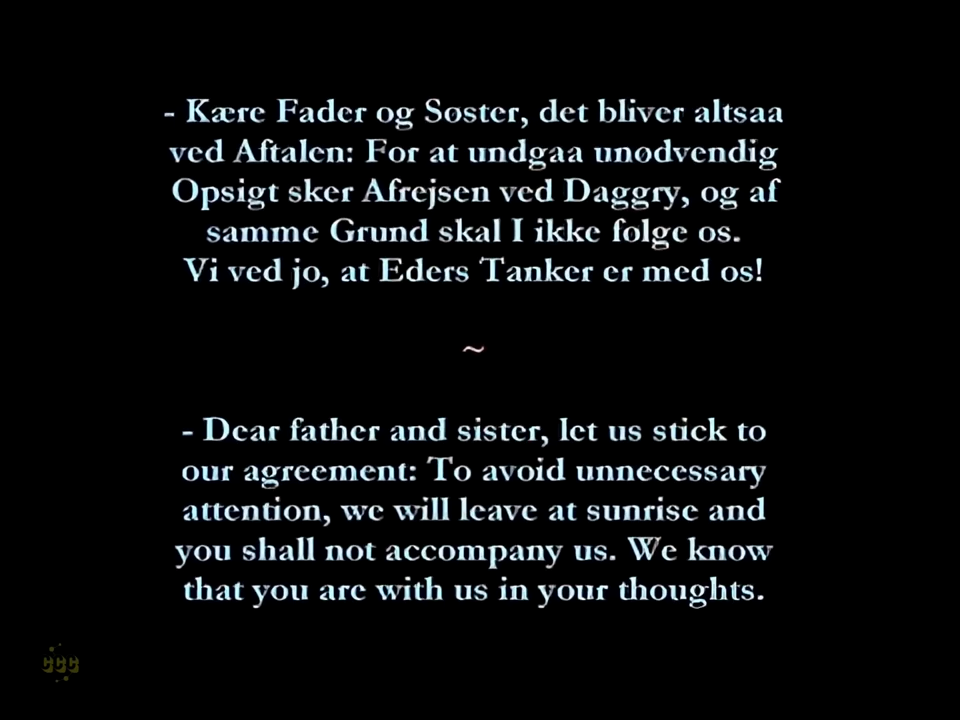 - Kære Fader og Søster, det bliver altsaa
ved Aftalen: For at undgaa unødvendig
Opsigt sker Afrejsen ved Daggry, og af
samme Grund skal I ikke følge os.
Vi ved jo, at Eders Tanker er med os!
~
- Dear father and sister, let us stick to
our agreement: To avoid unnecessary
attention, we will leave at sunrise and
you shall not accompany us. We know
that you are with us in your thoughts.
CCC